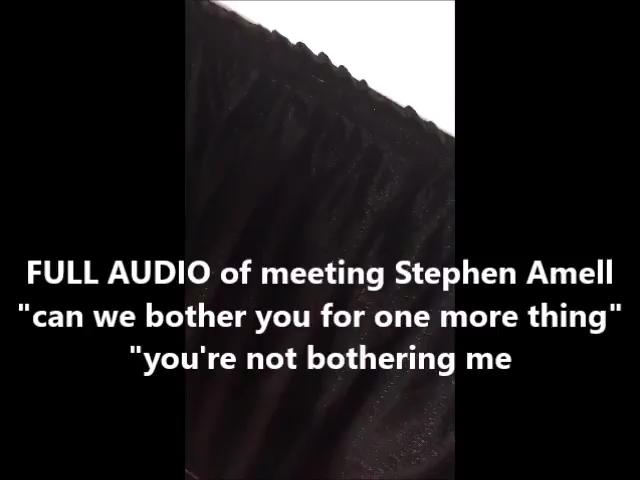 FULL AUDIO of meeting Stephen Amell
"can we bother you for one more thing"
"you're not bothering me